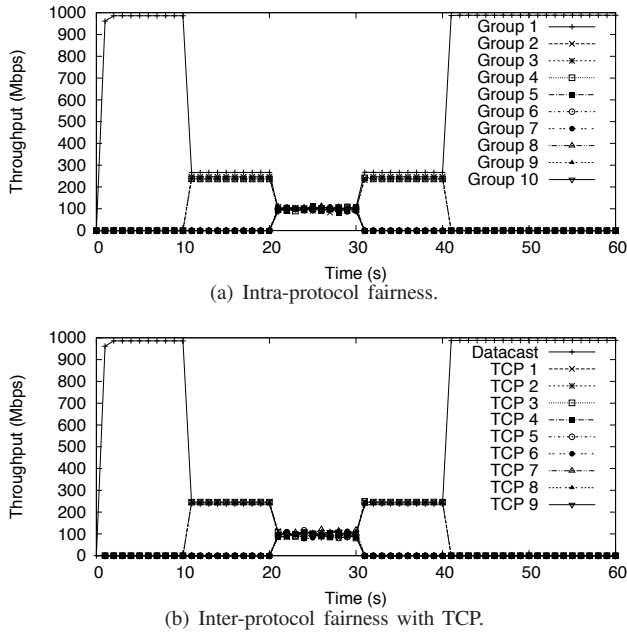 1000
900
800
700
600
500
400
300
200
100
0
Throughput (Mbps)
Group 1
Group 2
Group 3
Group 4
Group 5
Group 6
Group 7
Group 8
Group 9
Group 10
0 10 20 30 40 50 60
Time (s)
(a) Intra-protocol fairness.
1000
900
800
700
600
500
400
300
200
100
0
Throughput (Mbps)
Datacast
TCP 1
TCP 2
TCP 3
TCP 4
TCP 5
TCP 6
TCP 7
TCP 8
TCP 9
0 10 20 30 40 50 60
Time (s)
(b) Inter-protocol fairness with TCP.